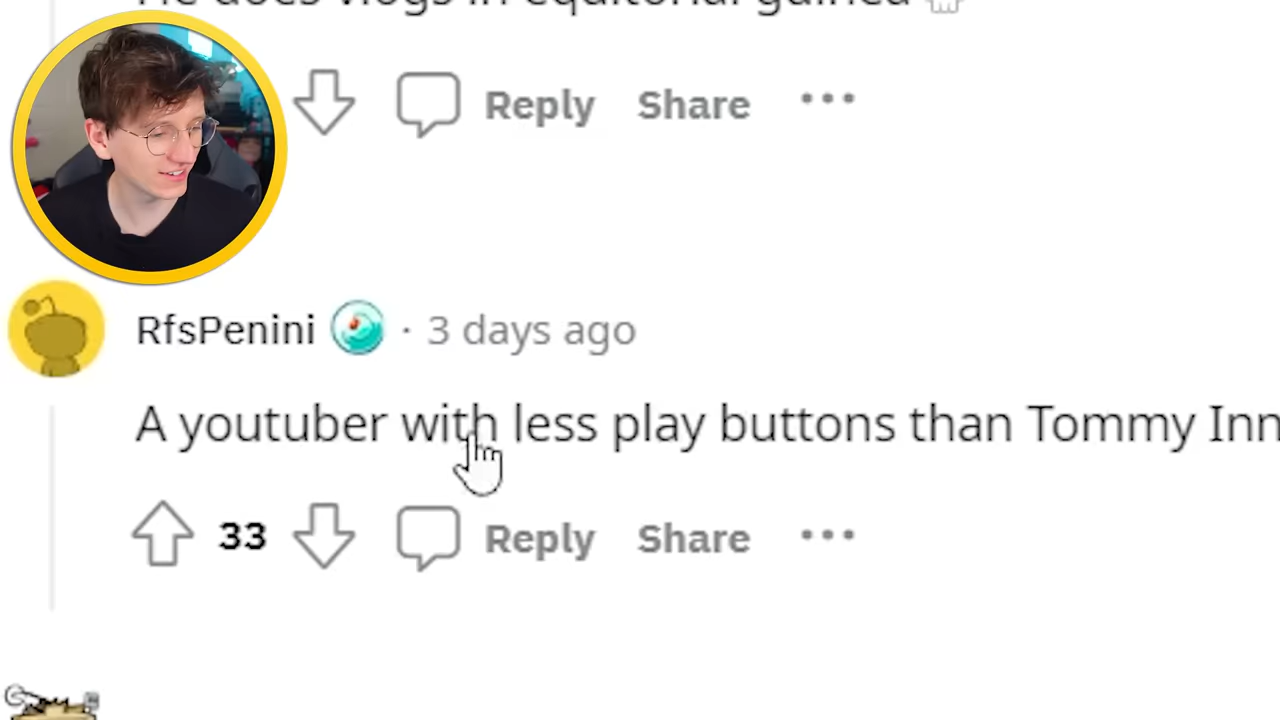 He does vlogs in equitorial guinea
Reply Share
RfsPenini · 3 days ago
A youtuber with less play buttons than Tommy Inn
33 Reply Share